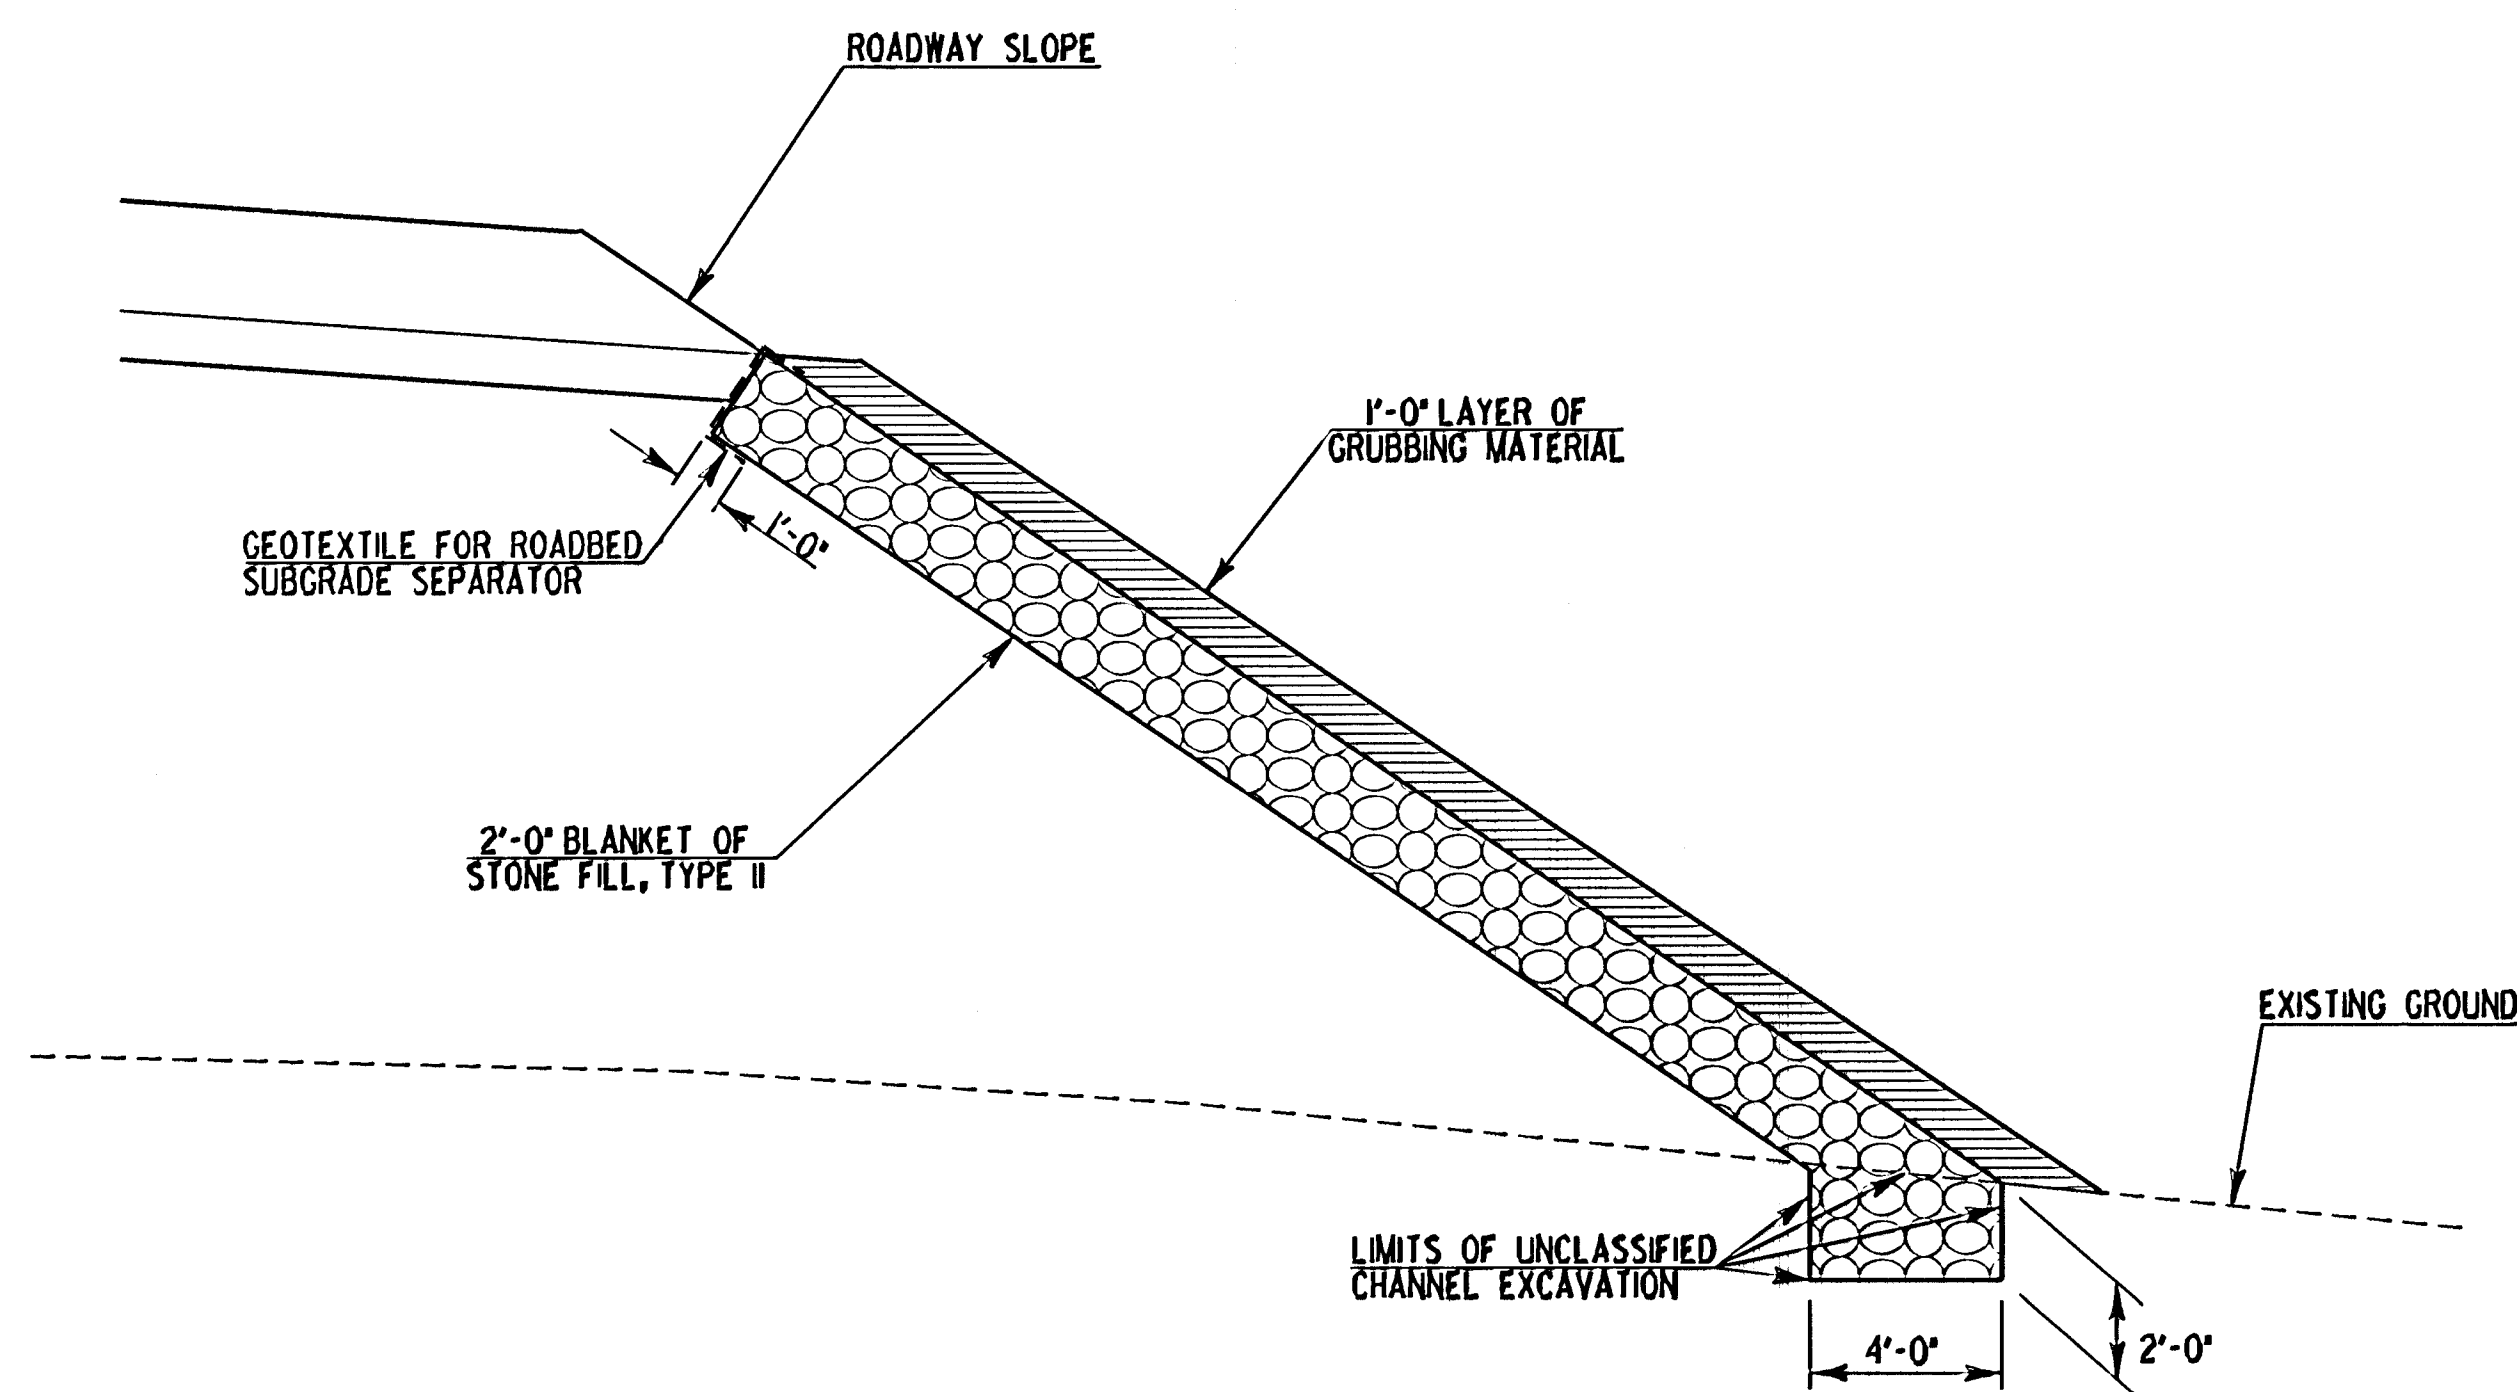 ROADWAY SLOPE
1'-0" LAYER OF
GRUBBING MATERIAL
1'-0"
GEOTEXTILE FOR ROADBED
SUBGRADE SEPARATOR
2'-0" BLANKET OF
STONE FILL, TYPE II
EXISTING GROUND
LIMITS OF UNCLASSIFIED
CHANNEL EXCAVATION
4'-0"
2'-0"